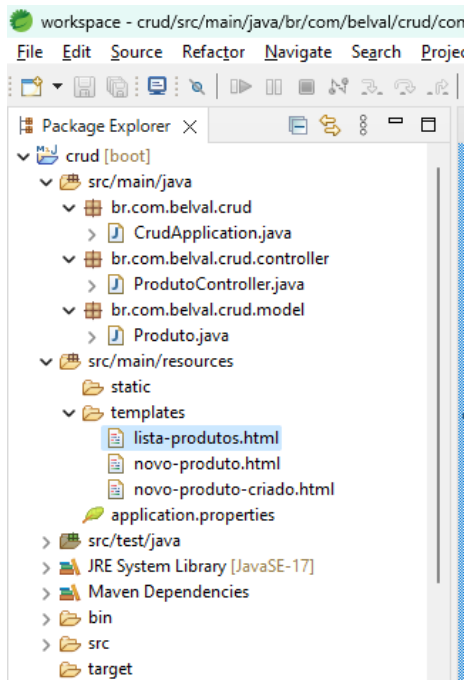 workspace - crud/src/main/java/br/com/belval/crud/con
File Edit Source Refactor Navigate Search Projec
Package Explorer
crud [boot]
src/main/java
br.com.belval.crud
CrudApplication.java
br.com.belval.crud.controller
ProdutoController.java
br.com.belval.crud.model
Produto.java
src/main/resources
static
templates
lista-produtos.html
novo-produto.html
novo-produto-criado.html
application.properties
src/test/java
JRE System Library [JavaSE-17]
Maven Dependencies
bin
src
target